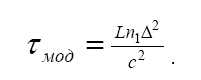 τ_мод = Ln₁Δ² / c² .